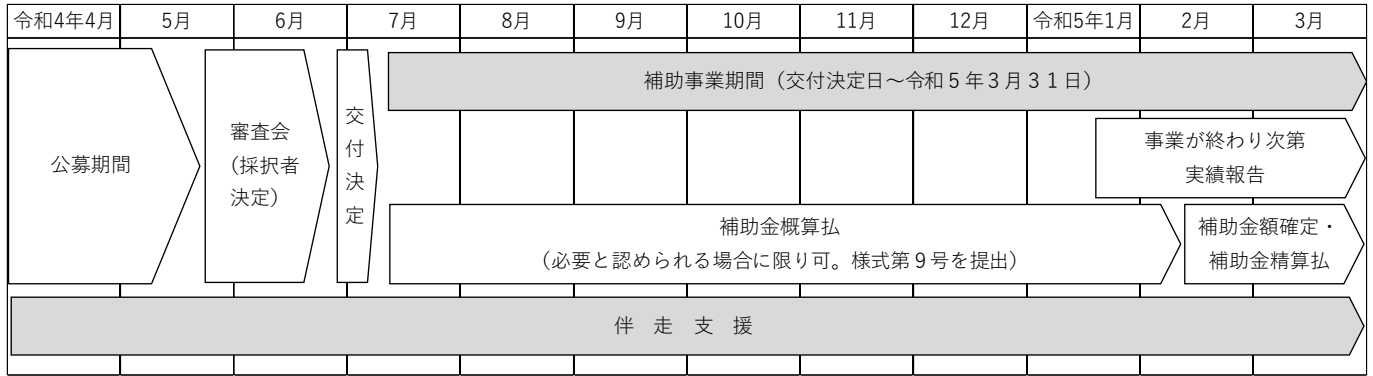 令和4年4月 5月 6月 7月 8月 9月 10月 11月 12月 令和5年1月 2月 3月
公募期間
審査会
(採択者
決定)
交
付
決
定
補助事業期間（交付決定日～令和５年３月３１日）
事業が終わり次第
実績報告
補助金概算払
（必要と認められる場合に限り可。様式第９号を提出）
補助金額確定・
補助金精算払
伴　走　支　援